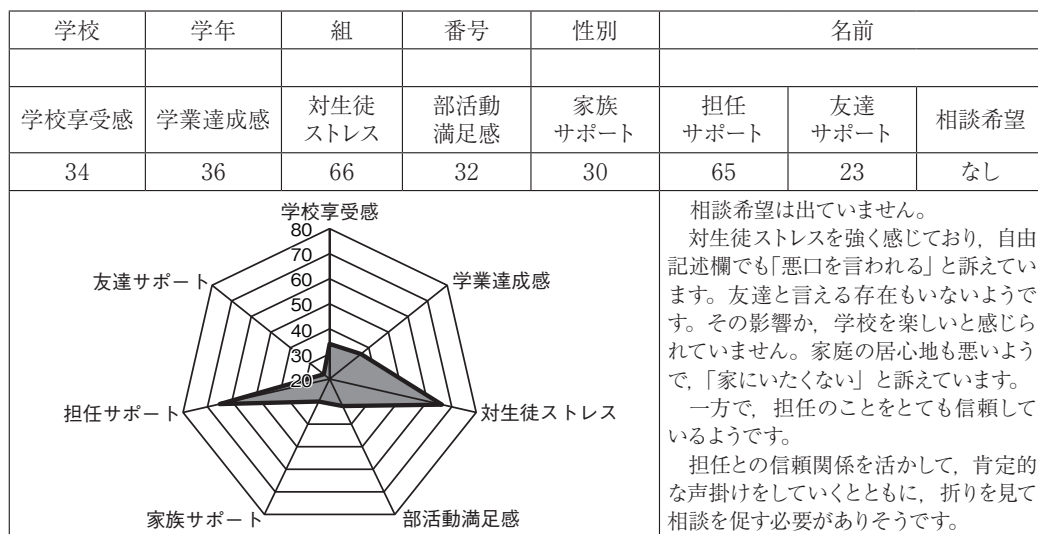 学校 学年 組 番号 性別 名前
学校享受感 学業達成感 対生徒ストレス 部活動満足感 家族サポート 担任サポート 友達サポート 相談希望
34 36 66 32 30 65 23 なし
学校享受感
80
70
60
50
40
30
20
学業達成感
対生徒ストレス
部活動満足感
家族サポート
担任サポート
友達サポート
相談希望は出ていません。
対生徒ストレスを強く感じており，自由
記述欄でも「悪口を言われる」と訴えてい
ます。友達と言える存在もいないようで
す。その影響か，学校を楽しいと感じら
れていません。家庭の居心地も悪いよう
で，「家にいたくない」と訴えています。
一方で，担任のことをとても信頼して
いるようです。
担任との信頼関係を活かして，肯定的
な声掛けをしていくとともに，折りを見て
相談を促す必要がありそうです。